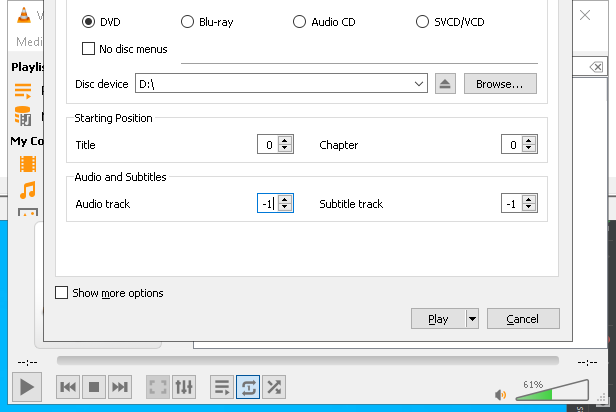 V
DVD Blu-ray Audio CD SVCD/VCD
Medi
No disc menus
Playlis
Disc device D:\ Browse...
Starting Position
My Co
Title 0 Chapter 0
Audio and Subtitles
Audio track -1 Subtitle track -1
Show more options
Play Cancel
--:-- --:--
61%